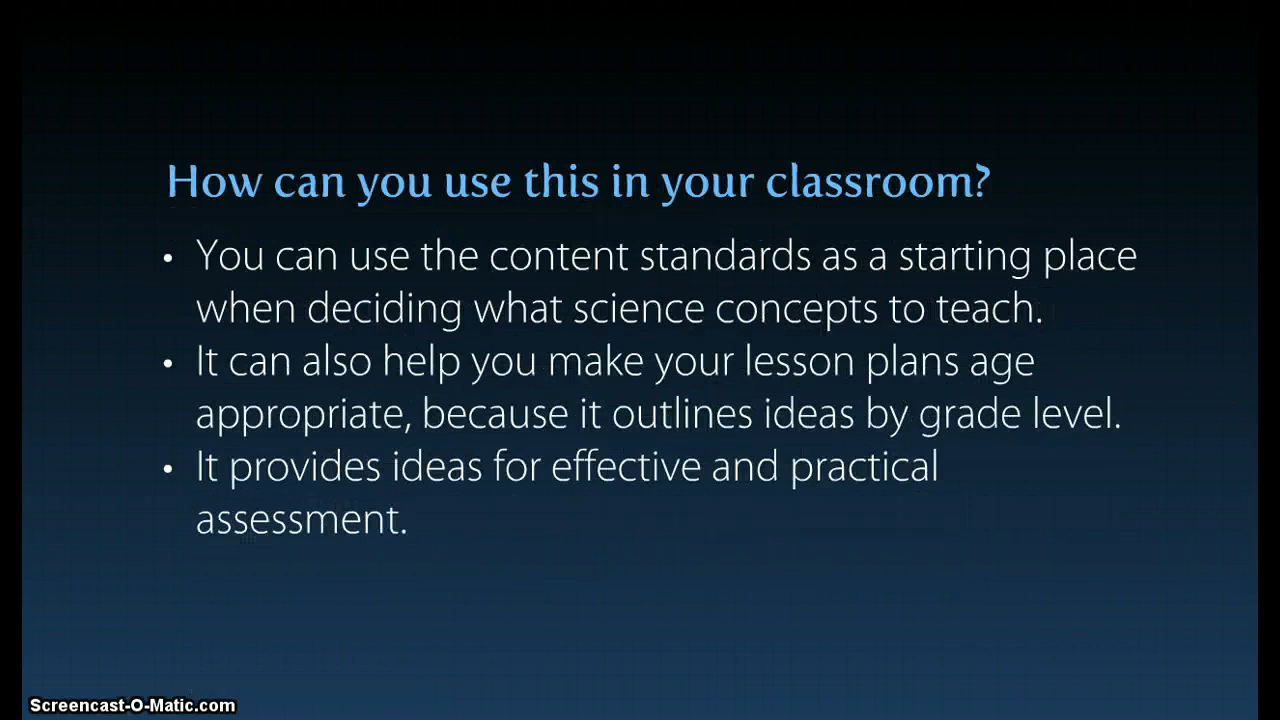 How can you use this in your classroom?
• You can use the content standards as a starting place
when deciding what science concepts to teach.
• It can also help you make your lesson plans age
appropriate, because it outlines ideas by grade level.
• It provides ideas for effective and practical
assessment.
Screencast-O-Matic.com